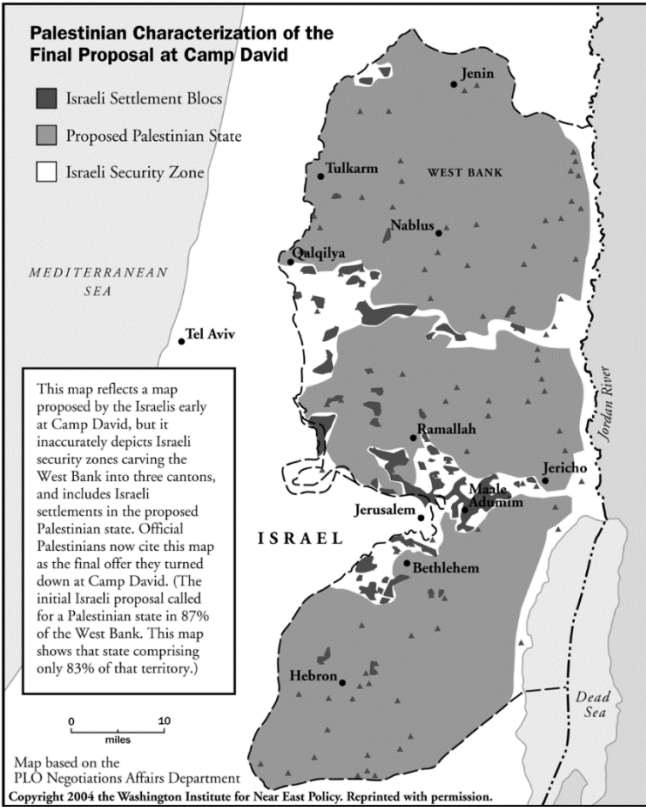 Palestinian Characterization of the
Final Proposal at Camp David
Israeli Settlement Blocs
Proposed Palestinian State
Israeli Security Zone
Jenin
WEST BANK
Tulkarm
Nablus
Qalqilya
MEDITERRANEAN
SEA
Tel Aviv
Jordan River
This map reflects a map
proposed by the Israelis early
at Camp David, but it
inaccurately depicts Israeli
security zones carving the
West Bank into three cantons,
and includes Israeli
settlements in the proposed
Palestinian state. Official
Palestinians now cite this map
as the final offer they turned
down at Camp David. (The
initial Israeli proposal called
for a Palestinian state in 87%
of the West Bank. This map
shows that state comprising
only 83% of that territory.)
Ramallah
Jericho
Maale
Adumim
Jerusalem
ISRAEL
Bethlehem
Hebron
Dead
Sea
0 10
miles
Map based on the
PLO Negotiations Affairs Department
Copyright 2004 the Washington Institute for Near East Policy. Reprinted with permission.